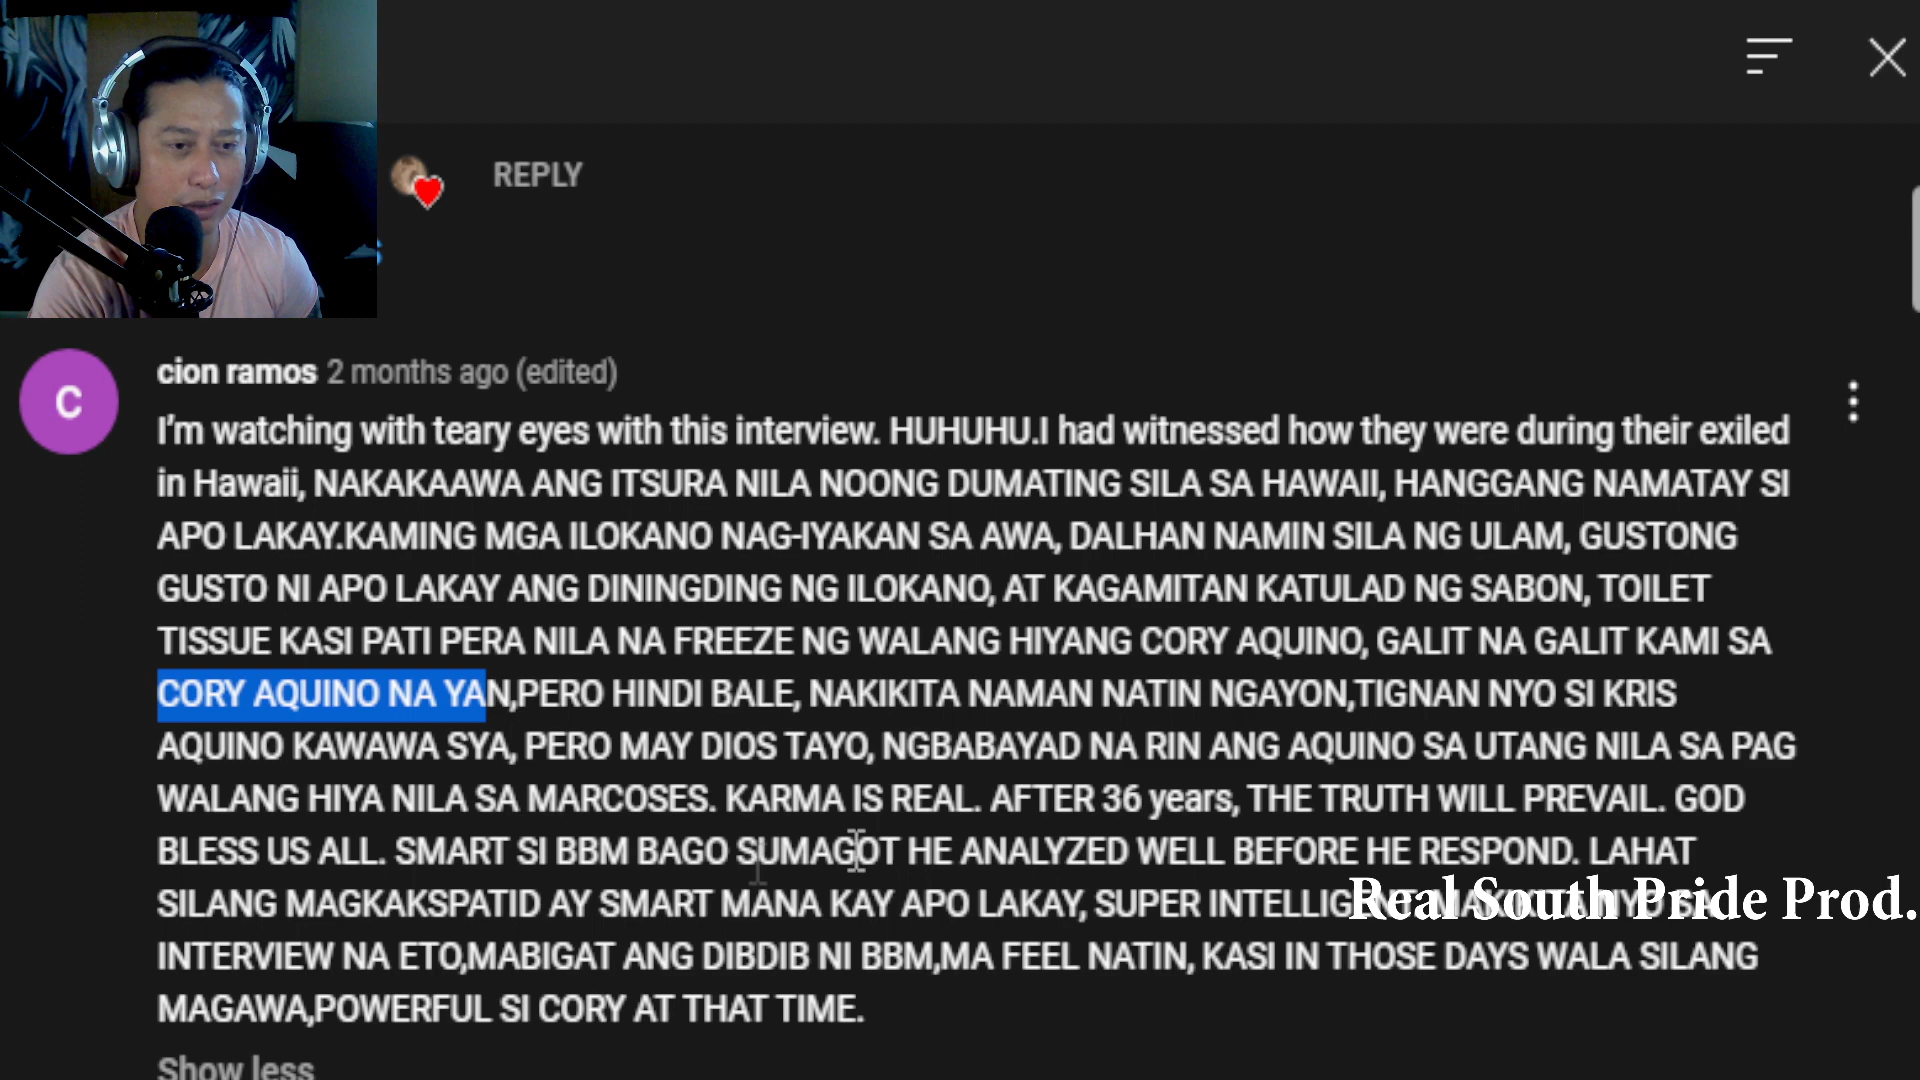 REPLY
C
cion ramos 2 months ago (edited)
I'm watching with teary eyes with this interview. HUHUHU.I had witnessed how they were during their exiled
in Hawaii, NAKAKAAWA ANG ITSURA NILA NOONG DUMATING SILA SA HAWAII, HANGGANG NAMATAY SI
APO LAKAY.KAMING MGA ILOKANO NAG-IYAKAN SA AWA, DALHAN NAMIN SILA NG ULAM, GUSTONG
GUSTO NI APO LAKAY ANG DININGDING NG ILOKANO, AT KAGAMITAN KATULAD NG SABON, TOILET
TISSUE KASI PATI PERA NILA NA FREEZE NG WALANG HIYANG CORY AQUINO, GALIT NA GALIT KAMI SA
CORY AQUINO NA YAN,PERO HINDI BALE, NAKIKITA NAMAN NATIN NGAYON,TIGNAN NYO SI KRIS
AQUINO KAWAWA SYA, PERO MAY DIOS TAYO, NGBABAYAD NA RIN ANG AQUINO SA UTANG NILA SA PAG
WALANG HIYA NILA SA MARCOSES. KARMA IS REAL. AFTER 36 years, THE TRUTH WILL PREVAIL. GOD
BLESS US ALL. SMART SI BBM BAGO SUMAGOT HE ANALYZED WELL BEFORE HE RESPOND. LAHAT
SILANG MAGKAKSPATID AY SMART MANA KAY APO LAKAY, SUPER
Real South Pride Prod.
INTERVIEW NA ETO,MABIGAT ANG DIBDIB NI BBM,MA FEEL NATIN, KASI IN THOSE DAYS WALA SILANG
MAGAWA,POWERFUL SI CORY AT THAT TIME.
Show less